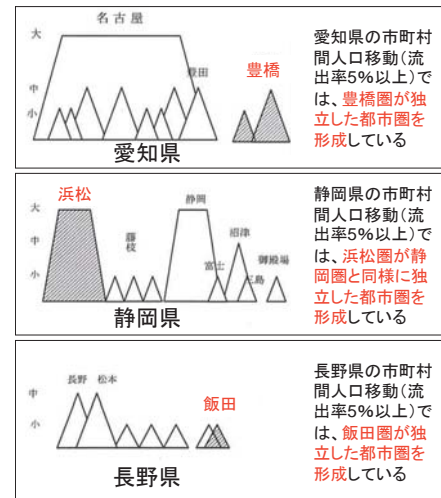 名古屋
大
中
小
豊田
豊橋
愛知県
愛知県の市町村
間人口移動(流
出率5%以上)で
は、豊橋圏が独
立した都市圏を
形成している
浜松
静岡
大
中
小
藤枝
沼津
富士
三島
御殿場
静岡県
静岡県の市町村
間人口移動(流
出率5%以上)で
は、浜松圏が静
岡圏と同様に独
立した都市圏を
形成している
長野 松本
中
小
飯田
長野県
長野県の市町村
間人口移動(流
出率5%以上)で
は、飯田圏が独
立した都市圏を
形成している